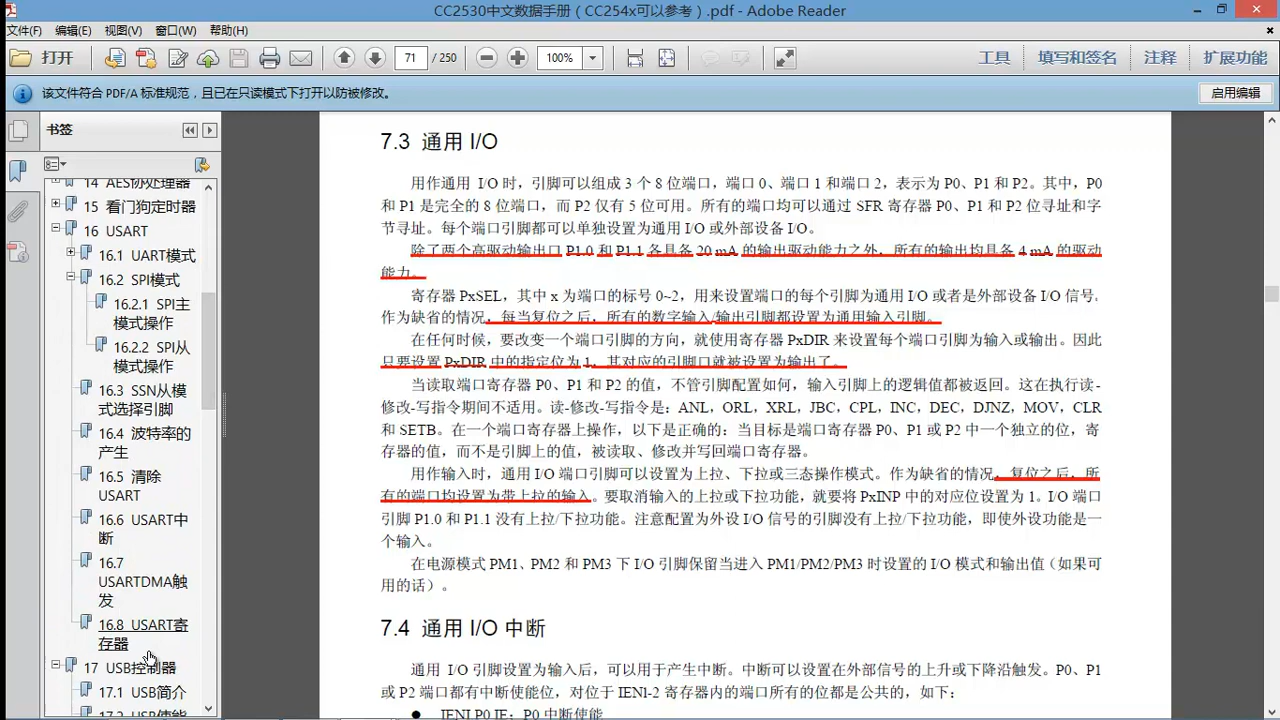 CC2530中文数据手册（CC254x可以参考）.pdf - Adobe Reader
文件(F) 编辑(E) 视图(V) 窗口(W) 帮助(H)
打开 71 / 250 100% 工具 填写和签名 注释 扩展功能
该文件符合 PDF/A 标准规范，且已在只读模式下打开以防被修改。 启用编辑
书签
14 AES协处理器
15 看门狗定时器
16 USART
16.1 UART模式
16.2 SPI模式
16.2.1 SPI主
模式操作
16.2.2 SPI从
模式操作
16.3 SSN从模
式选择引脚
16.4 波特率的
产生
16.5 清除
USART
16.6 USART中
断
16.7
USARTDMA触
发
16.8 USART寄
存器
17 USB控制器
17.1 USB简介
17.2 USB使能
7.3 通用 I/O
用作通用 I/O 时，引脚可以组成 3 个 8 位端口，端口 0、端口 1 和端口 2，表示为 P0、P1 和 P2。其中，P0
和 P1 是完全的 8 位端口，而 P2 仅有 5 位可用。所有的端口均可以通过 SFR 寄存器 P0、P1 和 P2 位寻址和字
节寻址。每个端口引脚都可以单独设置为通用 I/O 或外部设备 I/O。
除了两个高驱动输出口 P1.0 和 P1.1 各具备 20 mA 的输出驱动能力之外，所有的输出均具备 4 mA 的驱动
能力。
寄存器 PxSEL，其中 x 为端口的标号 0~2，用来设置端口的每个引脚为通用 I/O 或者是外部设备 I/O 信号.
作为缺省的情况，每当复位之后，所有的数字输入/输出引脚都设置为通用输入引脚。
在任何时候，要改变一个端口引脚的方向，就使用寄存器 PxDIR 来设置每个端口引脚为输入或输出。因此
只要设置 PxDIR 中的指定位为 1，其对应的引脚口就被设置为输出了。
当读取端口寄存器 P0、P1 和 P2 的值，不管引脚配置如何，输入引脚上的逻辑值都被返回。这在执行读-
修改-写指令期间不适用。读-修改-写指令是：ANL，ORL，XRL，JBC，CPL，INC，DEC，DJNZ，MOV，CLR
和 SETB。在一个端口寄存器上操作，以下是正确的：当目标是端口寄存器 P0、P1 或 P2 中一个独立的位，寄
存器的值，而不是引脚上的值，被读取、修改并写回端口寄存器。
用作输入时，通用 I/O 端口引脚可以设置为上拉、下拉或三态操作模式。作为缺省的情况，复位之后，所
有的端口均设置为带上拉的输入。要取消输入的上拉或下拉功能，就要将 PxINP 中的对应位设置为 1。I/O 端口
引脚 P1.0 和 P1.1 没有上拉/下拉功能。注意配置为外设 I/O 信号的引脚没有上拉/下拉功能，即使外设功能是一
个输入。
在电源模式 PM1、PM2 和 PM3 下 I/O 引脚保留当进入 PM1/PM2/PM3 时设置的 I/O 模式和输出值（如果可
用的话）。
7.4 通用 I/O 中断
通用 I/O 引脚设置为输入后，可以用于产生中断。中断可以设置在外部信号的上升或下降沿触发。P0、P1
或 P2 端口都有中断使能位，对位于 IEN1-2 寄存器内的端口所有的位都是公共的，如下：
● IEN1.P0 IE：P0 中断使能